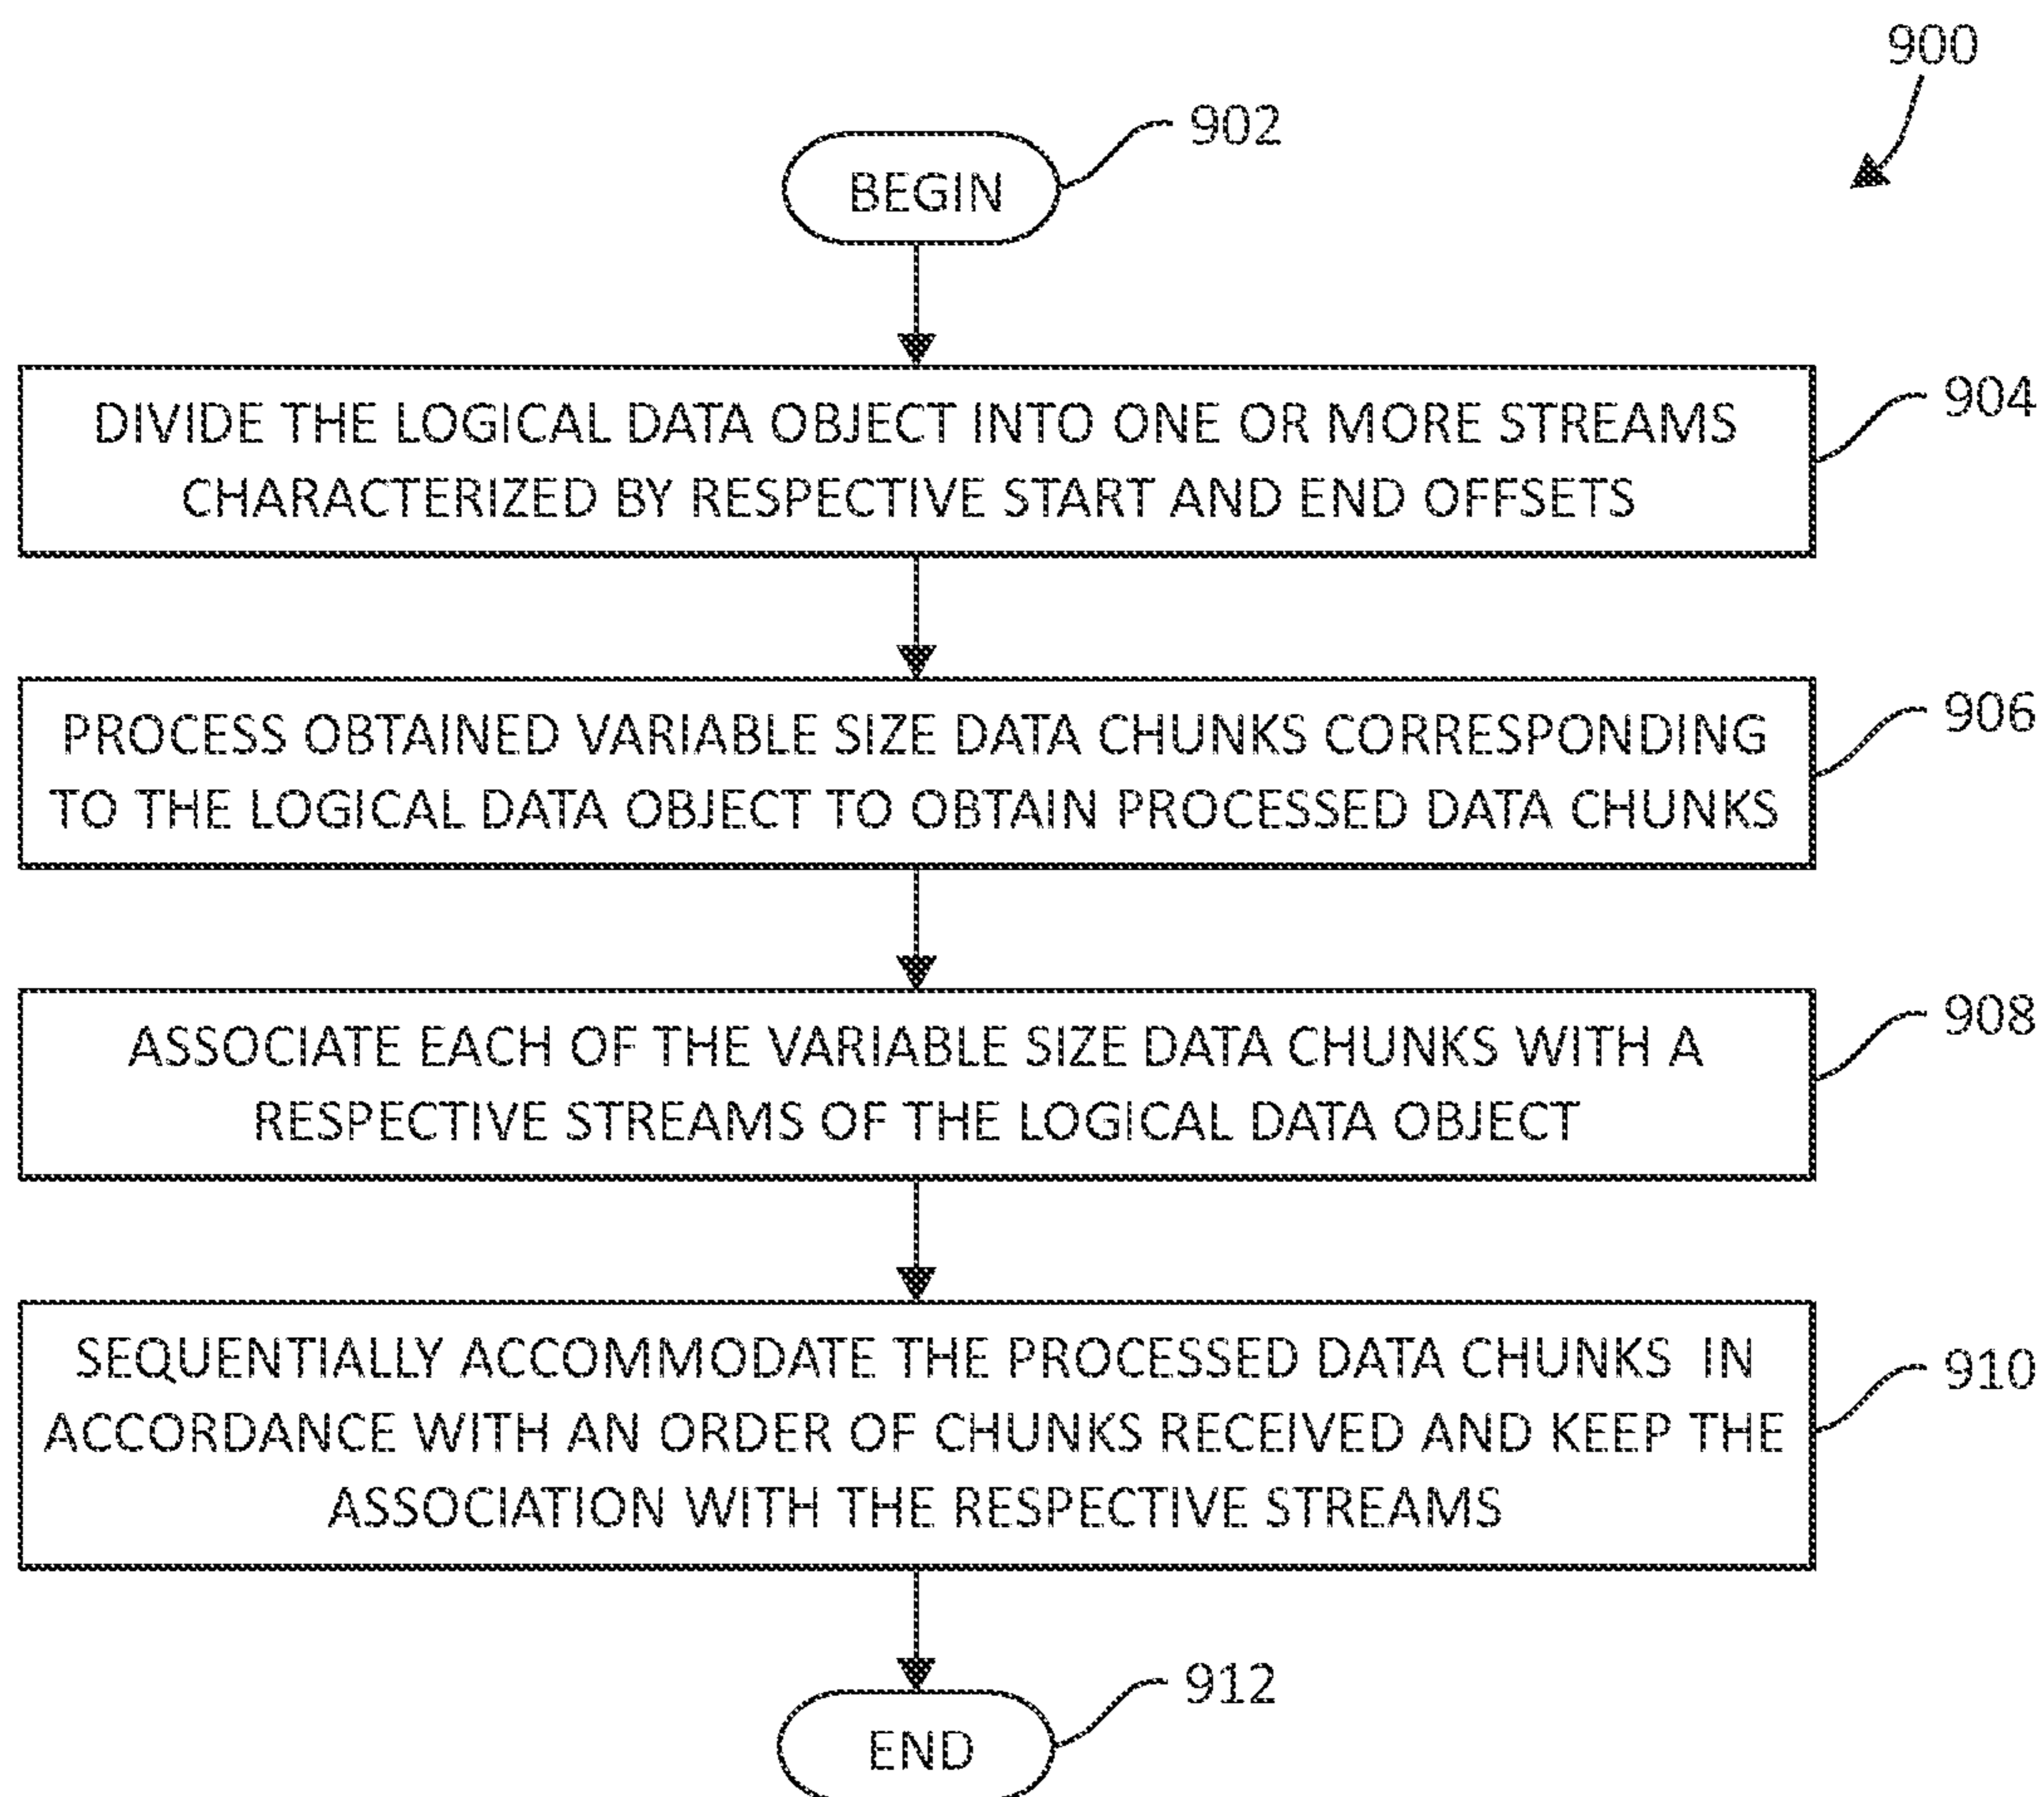 900
902
BEGIN
904
DIVIDE THE LOGICAL DATA OBJECT INTO ONE OR MORE STREAMS
CHARACTERIZED BY RESPECTIVE START AND END OFFSETS
906
PROCESS OBTAINED VARIABLE SIZE DATA CHUNKS CORRESPONDING
TO THE LOGICAL DATA OBJECT TO OBTAIN PROCESSED DATA CHUNKS
908
ASSOCIATE EACH OF THE VARIABLE SIZE DATA CHUNKS WITH A
RESPECTIVE STREAMS OF THE LOGICAL DATA OBJECT
910
SEQUENTIALLY ACCOMMODATE THE PROCESSED DATA CHUNKS IN
ACCORDANCE WITH AN ORDER OF CHUNKS RECEIVED AND KEEP THE
ASSOCIATION WITH THE RESPECTIVE STREAMS
912
END